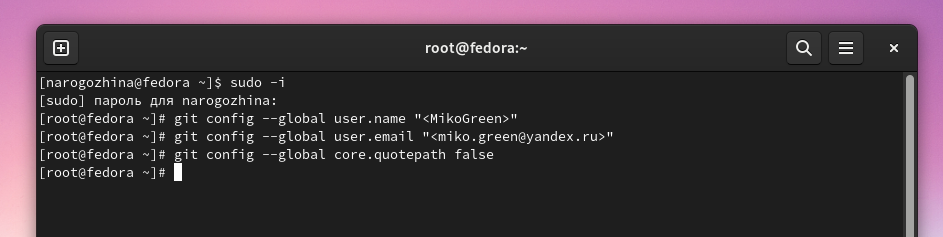 root@fedora:~
[narogozhina@fedora ~]$ sudo -i
[sudo] пароль для narogozhina:
[root@fedora ~]# git config --global user.name "<MikoGreen>"
[root@fedora ~]# git config --global user.email "<miko.green@yandex.ru>"
[root@fedora ~]# git config --global core.quotepath false
[root@fedora ~]#